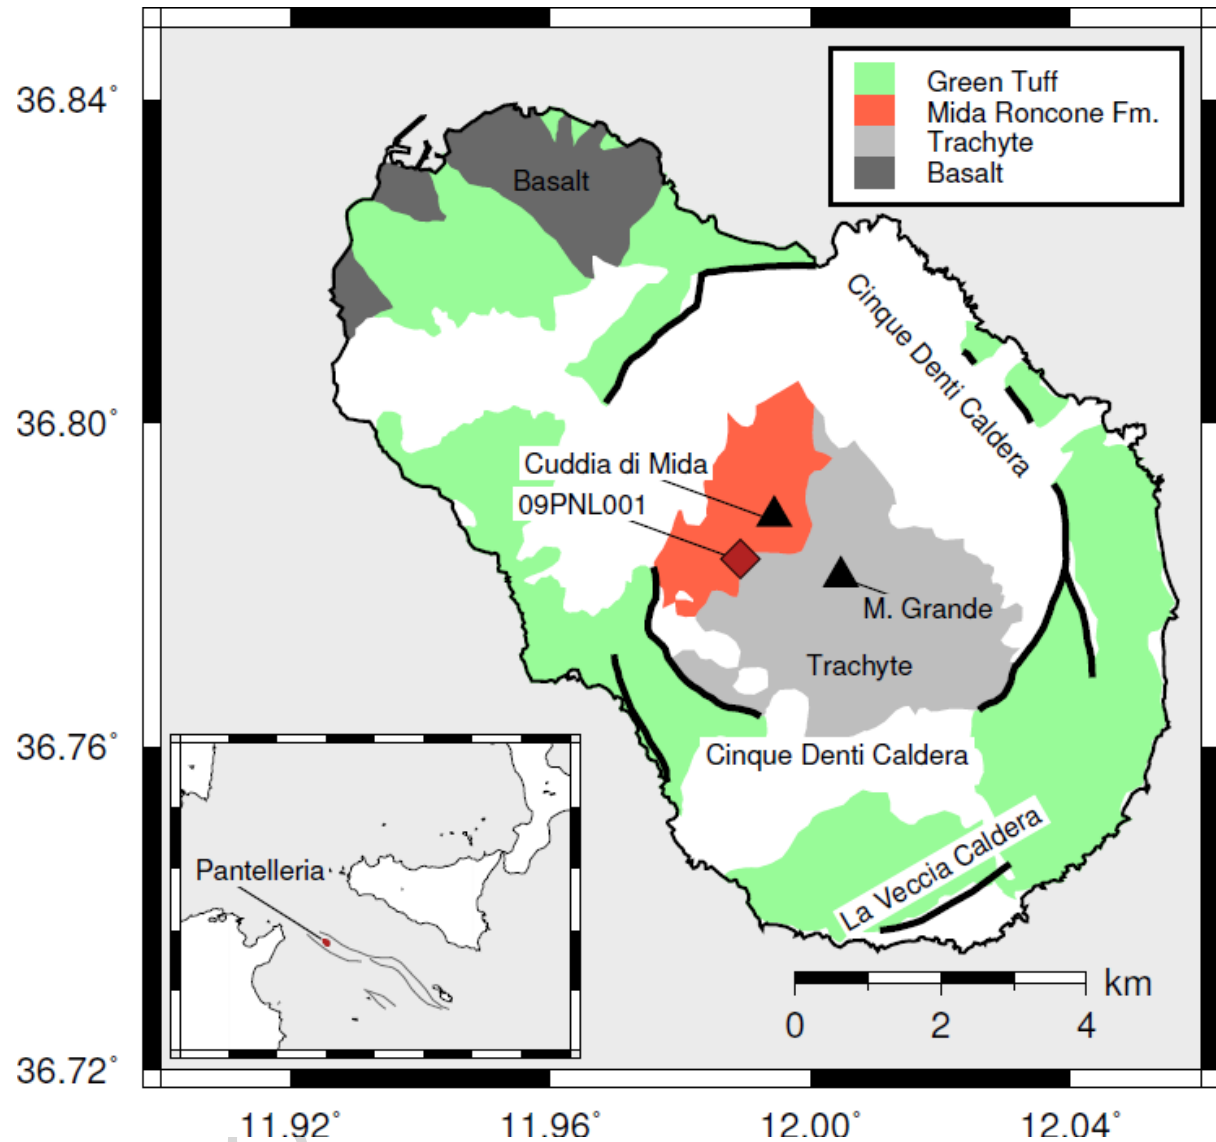 36.84°
36.80°
36.76°
36.72°
Green Tuff
Mida Roncone Fm.
Trachyte
Basalt
Basalt
Cinque Denti Caldera
Cuddia di Mida
09PNL001
M. Grande
Trachyte
Cinque Denti Caldera
La Veccia Caldera
Pantelleria
km
0 2 4
11.92° 11.96° 12.00° 12.04°